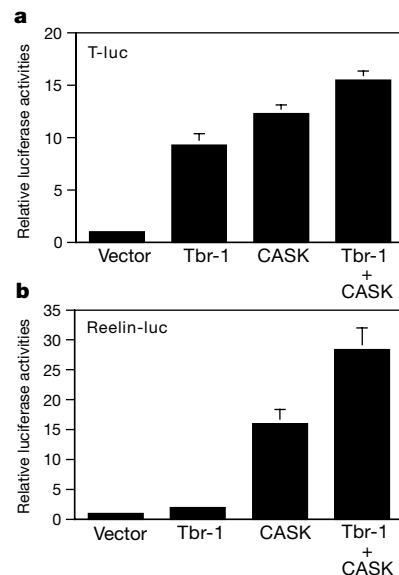 a
T-luc
Relative luciferase activities
20
15
10
5
0
Vector Tbr-1 CASK Tbr-1
+
CASK
b
Reelin-luc
Relative luciferase activities
35
30
25
20
15
10
5
0
Vector Tbr-1 CASK Tbr-1
+
CASK